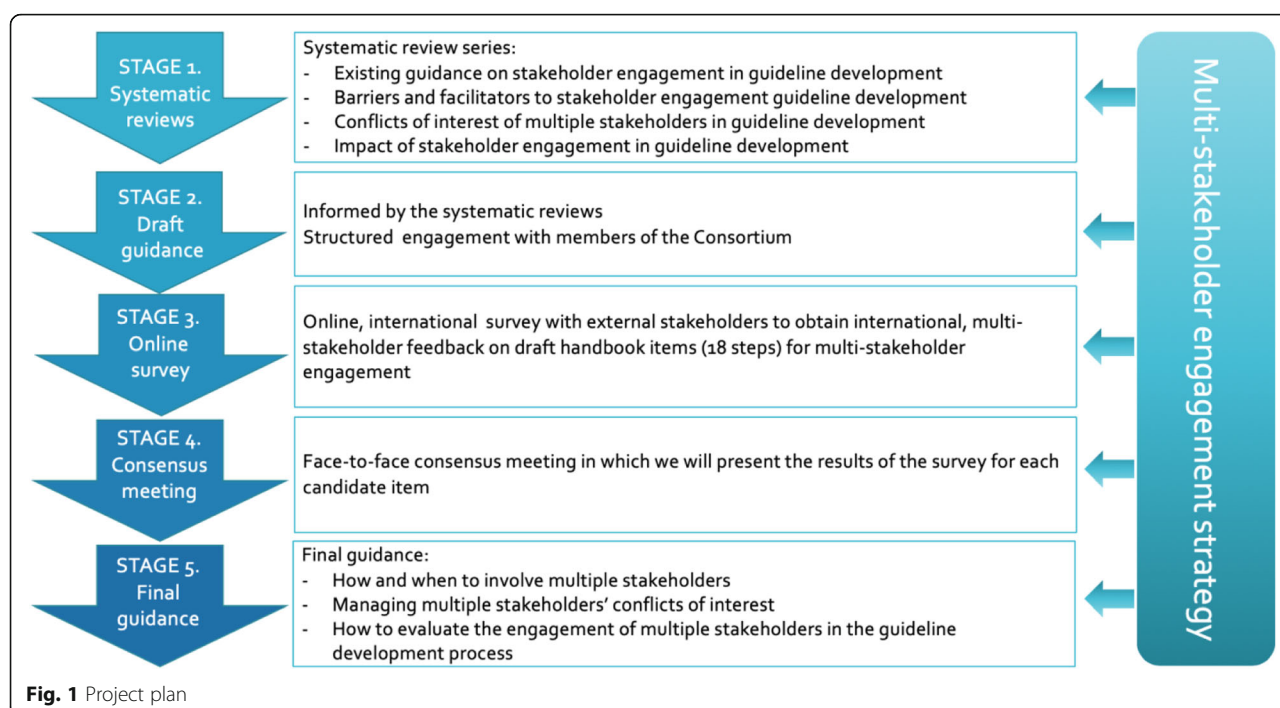 STAGE 1.
Systematic
reviews
Systematic review series:
- Existing guidance on stakeholder engagement in guideline development
- Barriers and facilitators to stakeholder engagement guideline development
- Conflicts of interest of multiple stakeholders in guideline development
- Impact of stakeholder engagement in guideline development
STAGE 2.
Draft
guidance
Informed by the systematic reviews
Structured engagement with members of the Consortium
STAGE 3.
Online
survey
Online, international survey with external stakeholders to obtain international, multi-
stakeholder feedback on draft handbook items (18 steps) for multi-stakeholder
engagement
STAGE 4.
Consensus
meeting
Face-to-face consensus meeting in which we will present the results of the survey for each
candidate item
STAGE 5.
Final
guidance
Final guidance:
- How and when to involve multiple stakeholders
- Managing multiple stakeholders’ conflicts of interest
- How to evaluate the engagement of multiple stakeholders in the guideline
development process
Multi-stakeholder engagement strategy
Fig. 1 Project plan